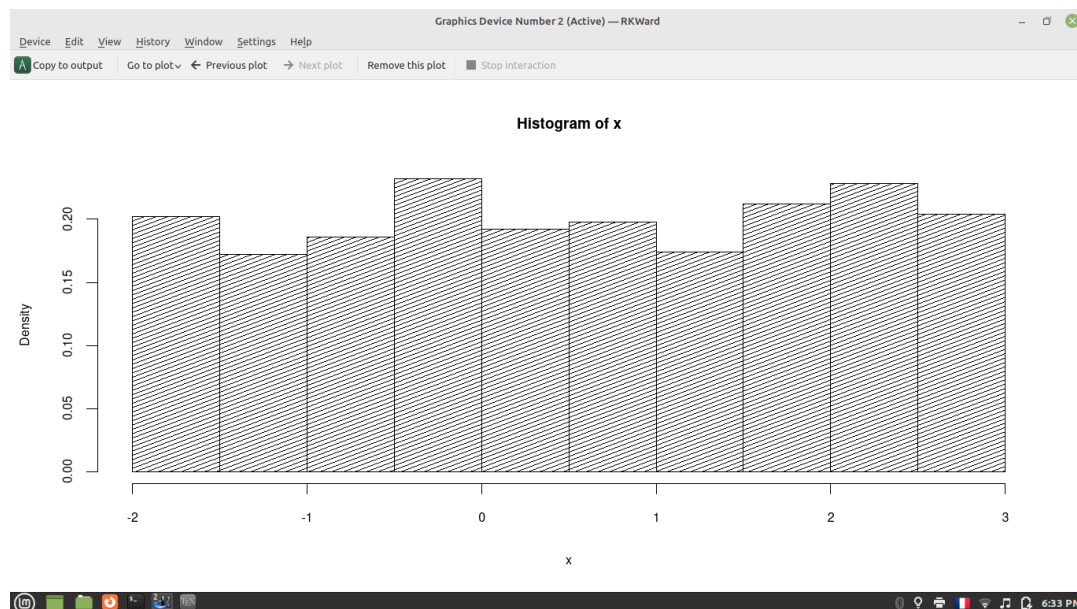 Graphics Device Number 2 (Active) — RKWard
Device Edit View History Window Settings Help
Copy to output Go to plot Previous plot Next plot Remove this plot Stop interaction
Histogram of x
Density
0.20
0.15
0.10
0.05
0.00
-2 -1 0 1 2 3
x
6:33 PM